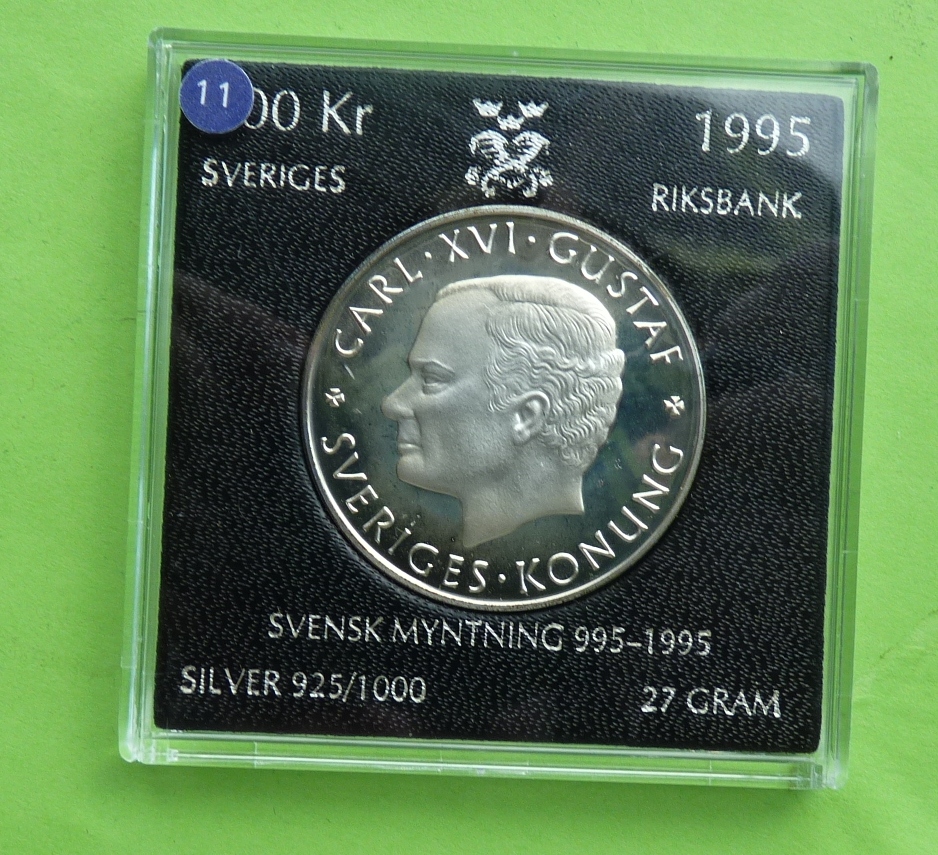 11
00 Kr
1995
SVERIGES
RIKSBANK
CARL · XVI · GUSTAF
SVERIGES · KONUNG
SVENSK MYNTNING 995-1995
SILVER 925/1000
27 GRAM